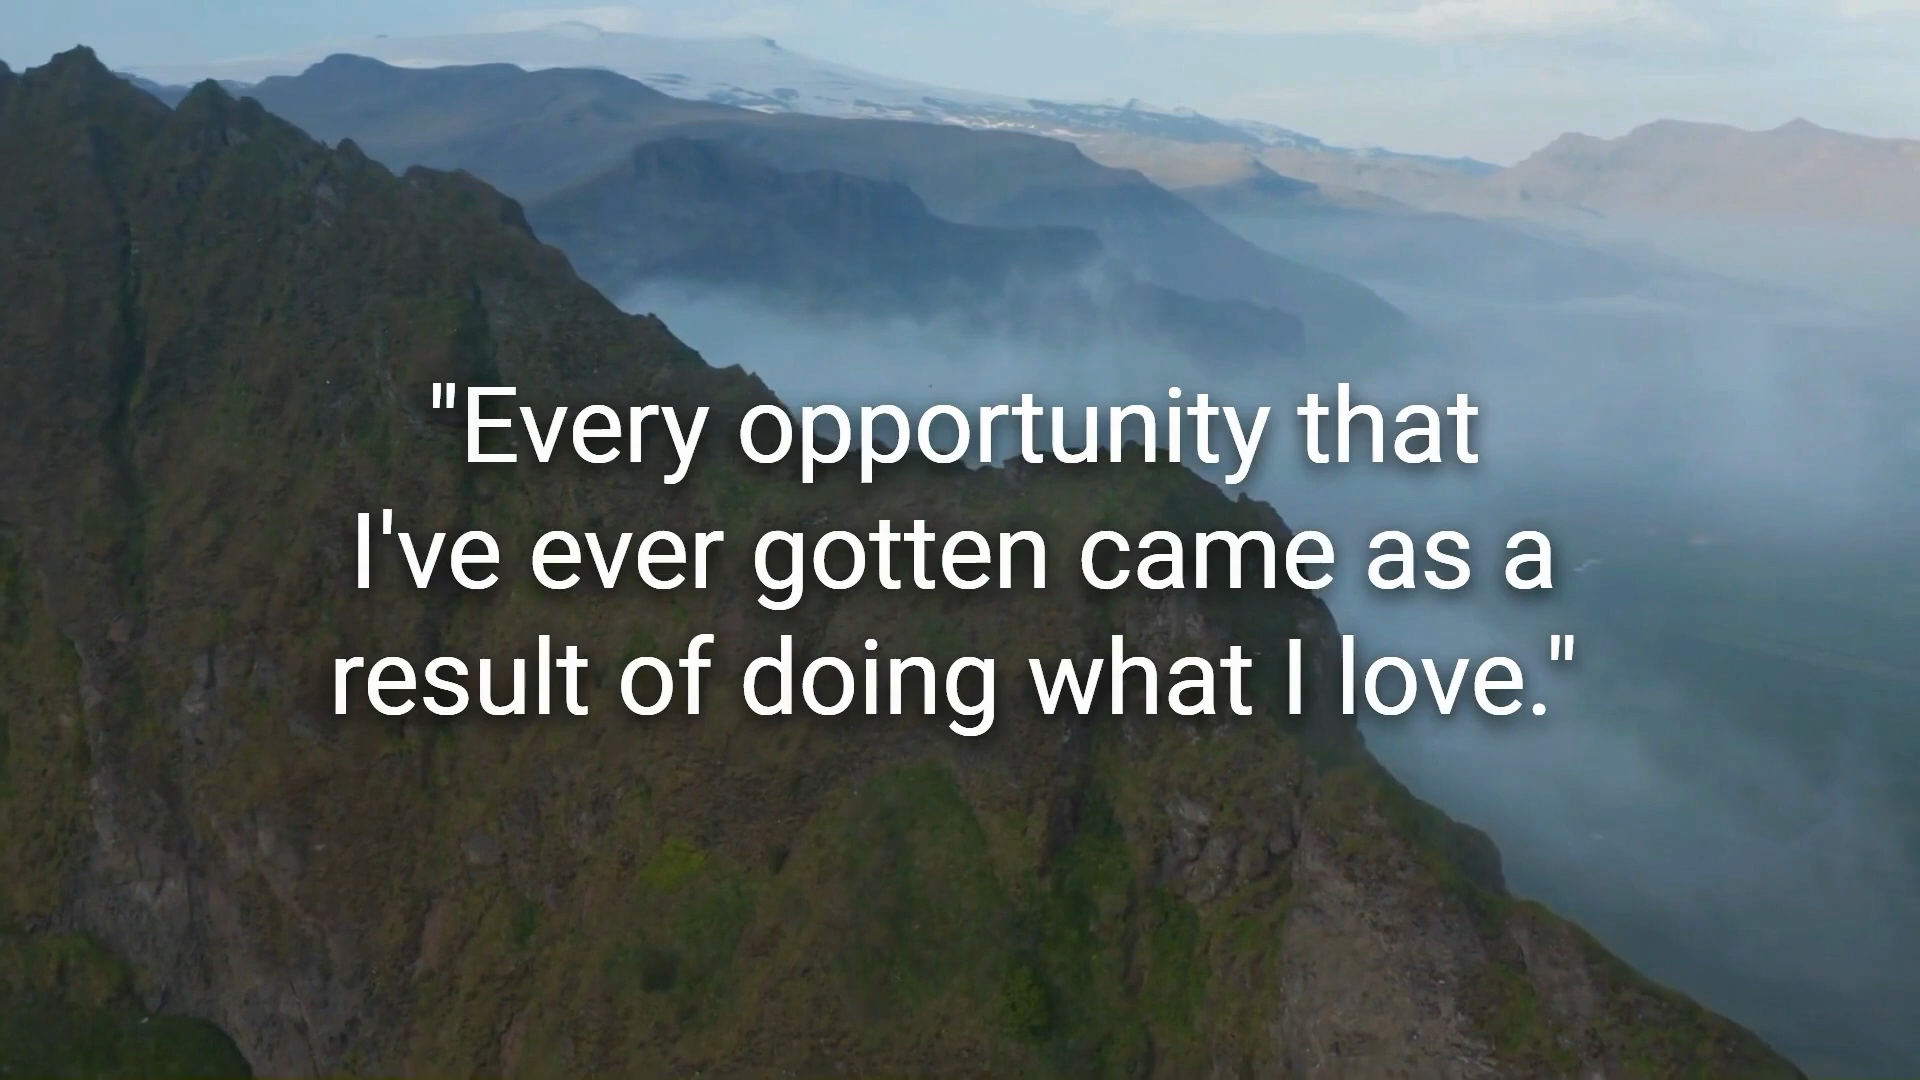 "Every opportunity that
I've ever gotten came as a
result of doing what I love."